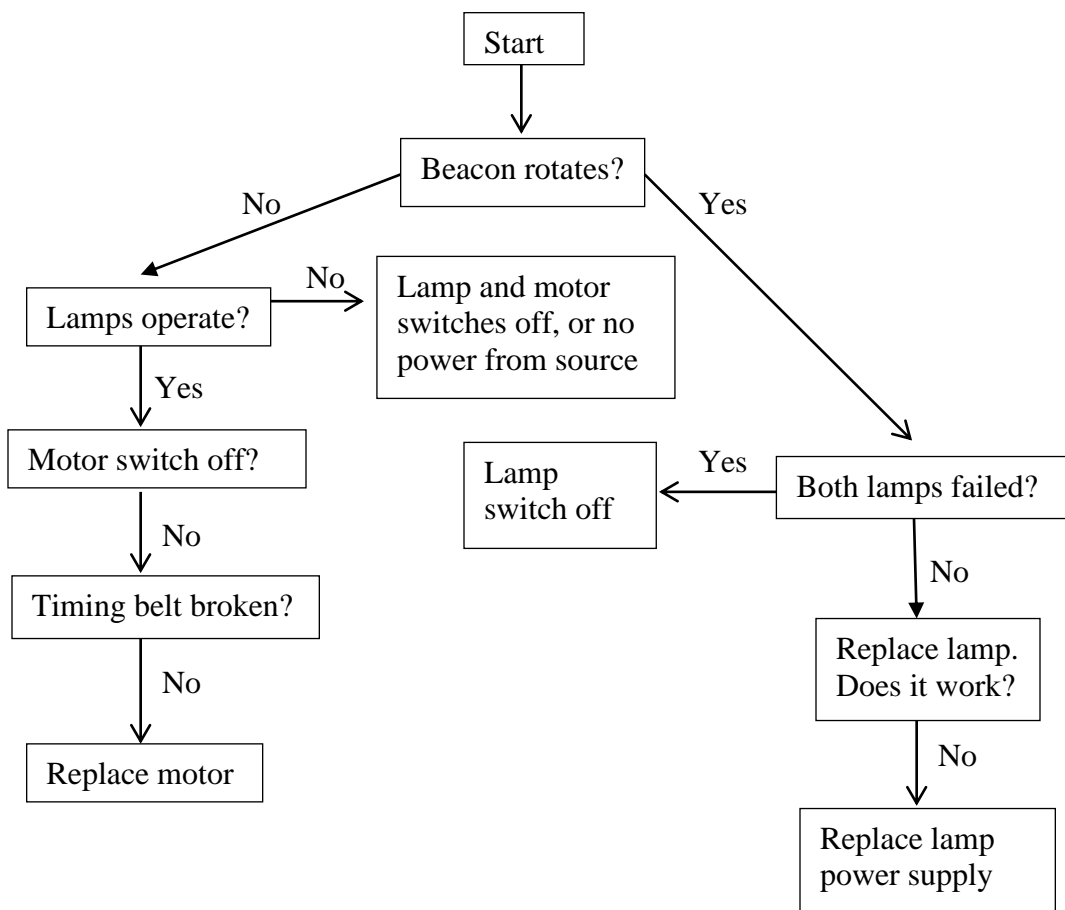 Start
Beacon rotates?
No
Yes
Lamps operate?
No
Lamp and motor
switches off, or no
power from source
Yes
Motor switch off?
Lamp
switch off
Yes
Both lamps failed?
No
No
Timing belt broken?
Replace lamp.
Does it work?
No
No
Replace motor
Replace lamp
power supply